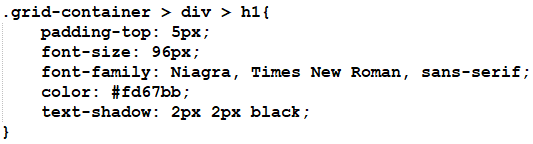 .grid-container > div > h1{
    padding-top: 5px;
    font-size: 96px;
    font-family: Niagra, Times New Roman, sans-serif;
    color: #fd67bb;
    text-shadow: 2px 2px black;
}